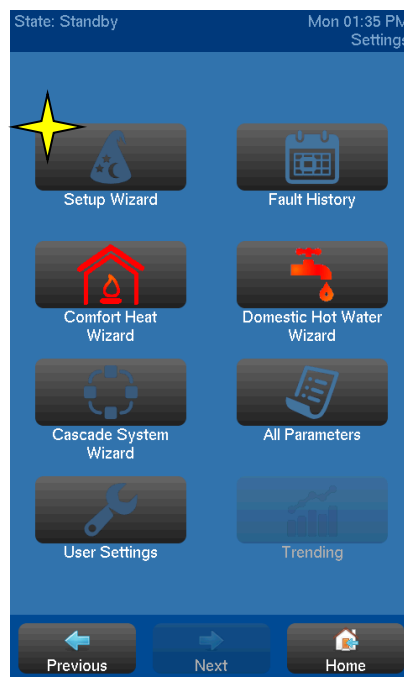 State: Standby
Mon 01:35 PM
Settings
Setup Wizard
Fault History
Comfort Heat
Wizard
Domestic Hot Water
Wizard
Cascade System
Wizard
All Parameters
User Settings
Trending
Previous
Next
Home